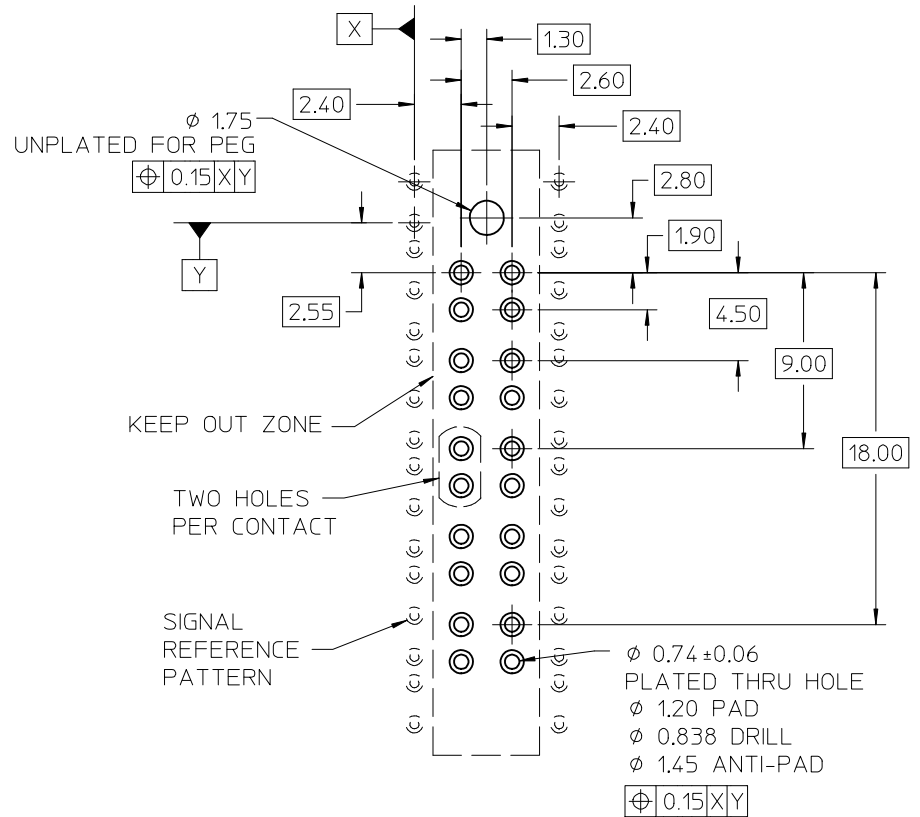 X
1.30
2.60
2.40
2.40
⌀ 1.75
UNPLATED FOR PEG
⌖ 0.15 X Y
2.80
1.90
Y
2.55
4.50
9.00
KEEP OUT ZONE
18.00
TWO HOLES
PER CONTACT
SIGNAL
REFERENCE
PATTERN
⌀ 0.74±0.06
PLATED THRU HOLE
⌀ 1.20 PAD
⌀ 0.838 DRILL
⌀ 1.45 ANTI-PAD
⌖ 0.15 X Y